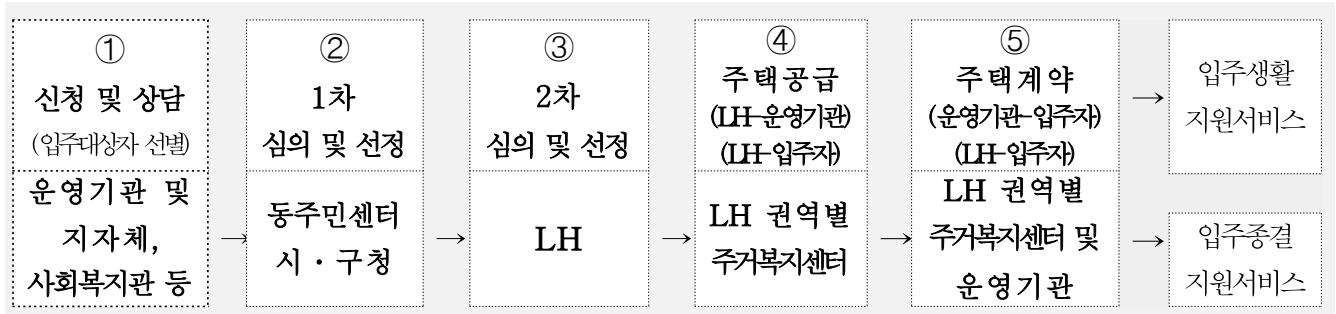 ①
신청 및 상담
(입주대상자 선별)
운영기관 및
지자체,
사회복지관 등
→
②
1차
심의 및 선정
동주민센터
시·구청
→
③
2차
심의 및 선정
LH
→
④
주택공급
(LH-운영기관)
(LH-입주자)
LH 권역별
주거복지센터
→
⑤
주택계약
(운영기관-입주자)
(LH-입주자)
LH 권역별
주거복지센터 및
운영기관
→
입주생활
지원서비스
→
입주종결
지원서비스